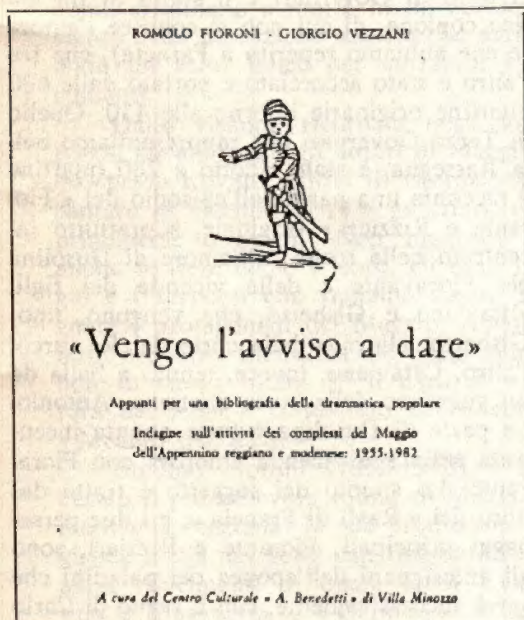 ROMOLO FIORONI - GIORGIO VEZZANI
« Vengo l'avviso a dare »
Appunti per una bibliografia della drammatica popolare
Indagine sull'attività dei complessi del Maggio
dell'Appennino reggiano e modenese: 1955-1982
A cura del Centro Culturale « A. Benedetti » di Villa Minozzo